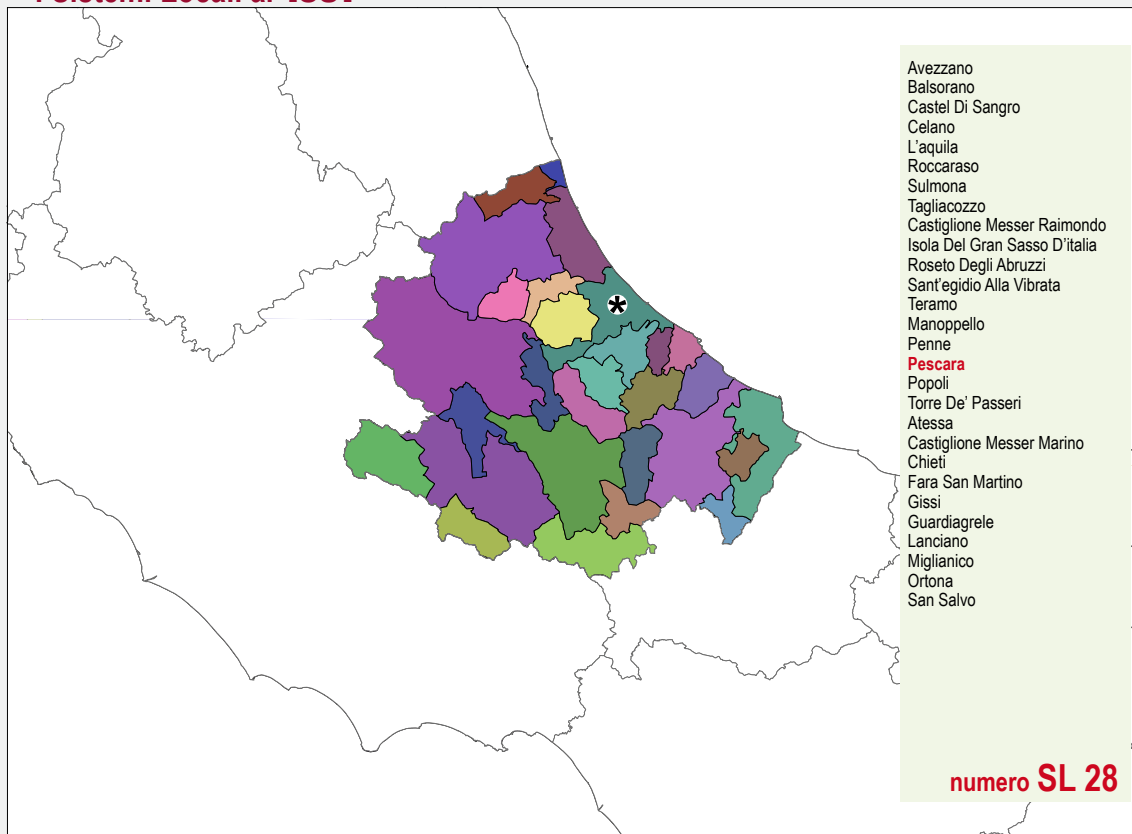 Avezzano
Balsorano
Castel Di Sangro
Celano
L'aquila
Roccaraso
Sulmona
Tagliacozzo
Castiglione Messer Raimondo
Isola Del Gran Sasso D'italia
Roseto Degli Abruzzi
Sant'egidio Alla Vibrata
Teramo
Manoppello
Penne
Pescara
Popoli
Torre De' Passeri
Atessa
Castiglione Messer Marino
Chieti
Fara San Martino
Gissi
Guardiagrele
Lanciano
Miglianico
Ortona
San Salvo
numero SL 28